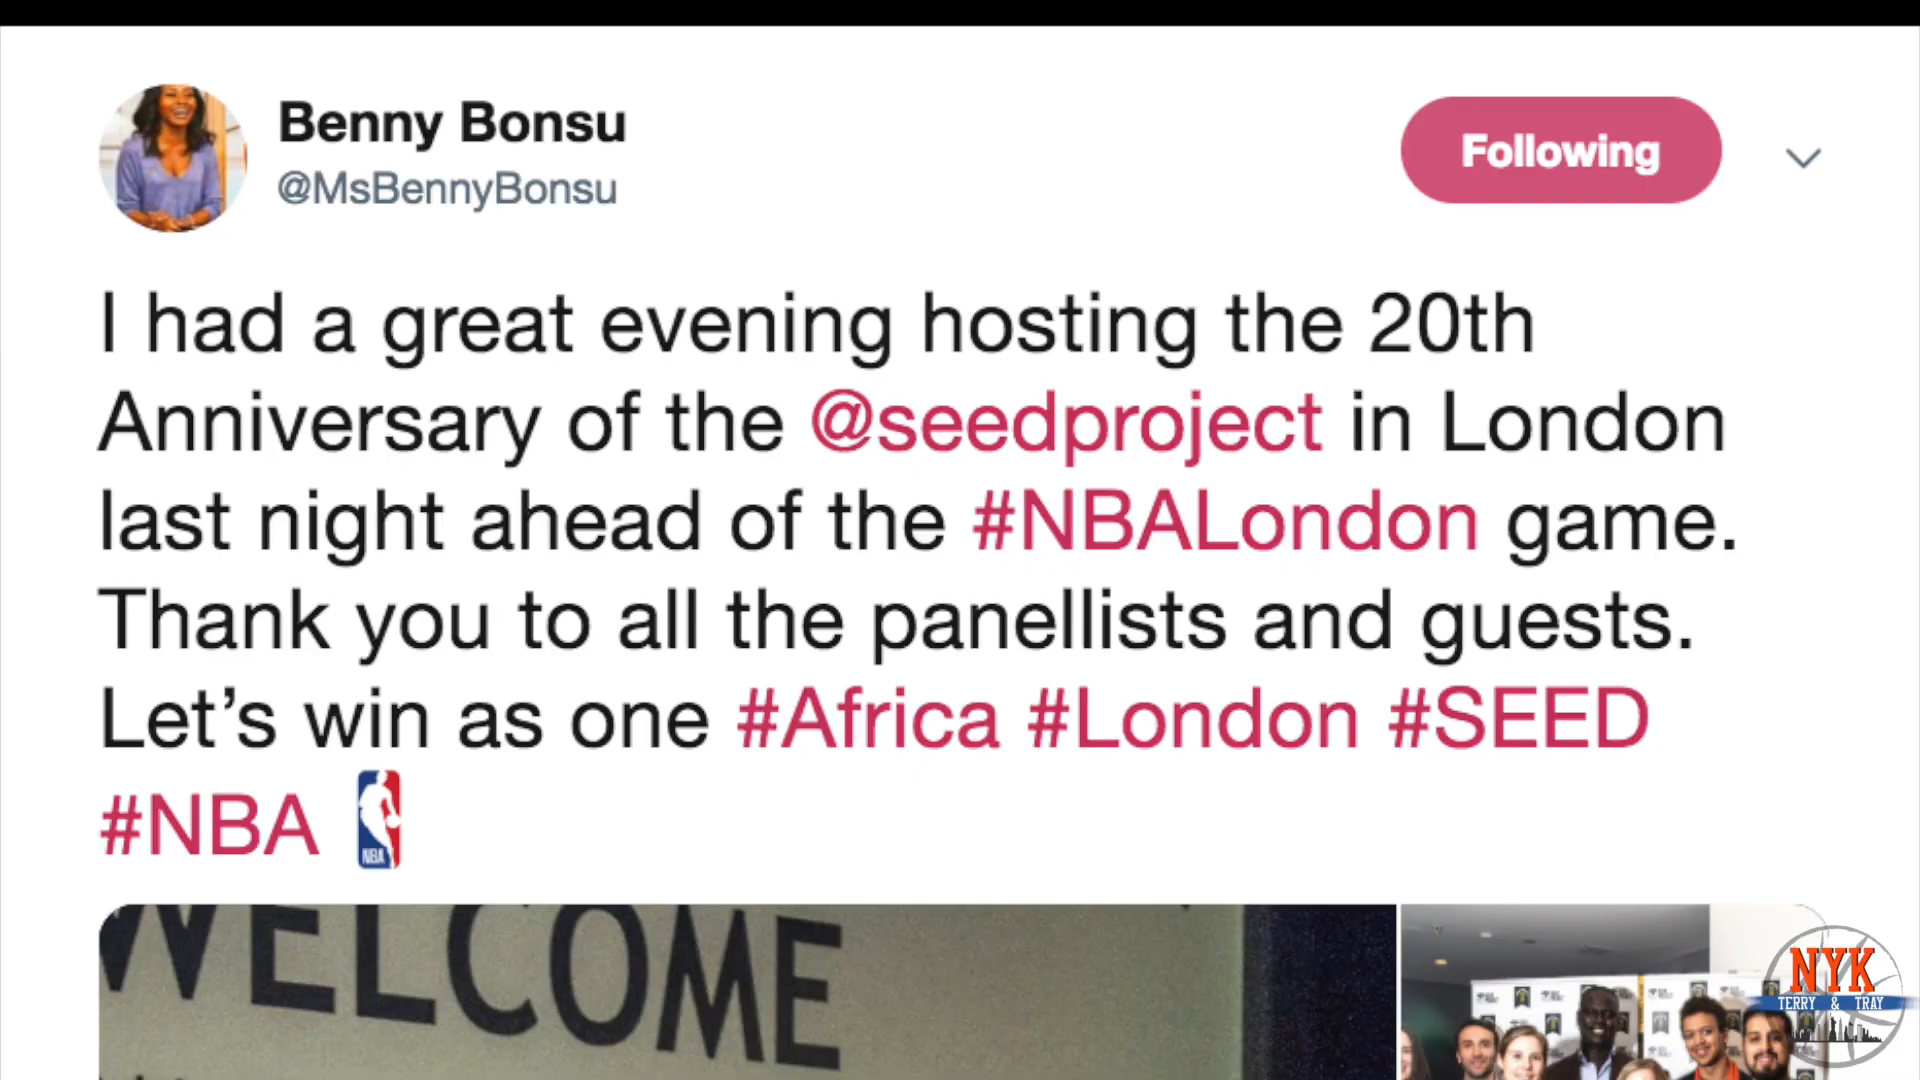 Benny Bonsu
@MsBennyBonsu
Following
I had a great evening hosting the 20th
Anniversary of the @seedproject in London
last night ahead of the #NBALondon game.
Thank you to all the panellists and guests.
Let’s win as one #Africa #London #SEED
#NBA
NBA
WELCOME
NYK
TERRY & TRAY